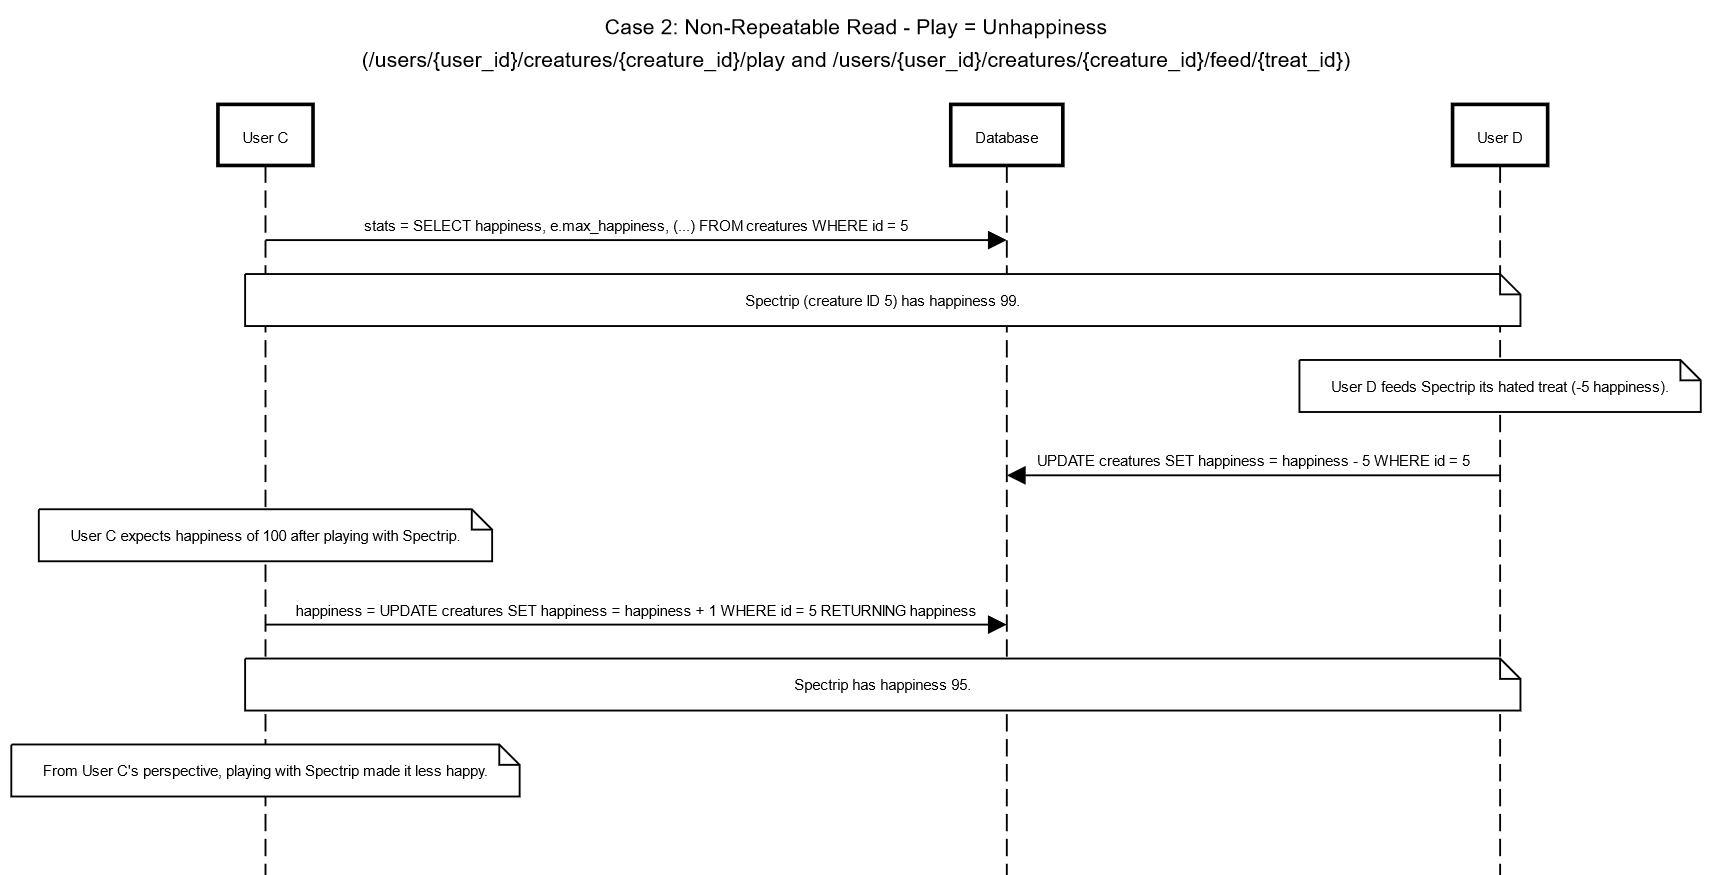 Case 2: Non-Repeatable Read - Play = Unhappiness
(/users/{user_id}/creatures/{creature_id}/play and /users/{user_id}/creatures/{creature_id}/feed/{treat_id})
User C
Database
User D
stats = SELECT happiness, e.max_happiness, (...) FROM creatures WHERE id = 5
Spectrip (creature ID 5) has happiness 99.
User D feeds Spectrip its hated treat (-5 happiness).
UPDATE creatures SET happiness = happiness - 5 WHERE id = 5
User C expects happiness of 100 after playing with Spectrip.
happiness = UPDATE creatures SET happiness = happiness + 1 WHERE id = 5 RETURNING happiness
Spectrip has happiness 95.
From User C's perspective, playing with Spectrip made it less happy.